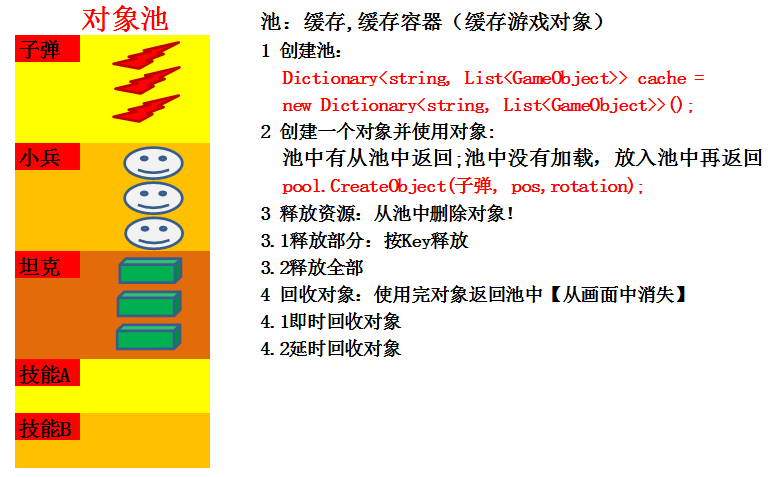 对象池
子弹
小兵
坦克
技能A
技能B
池：缓存,缓存容器（缓存游戏对象）
1 创建池：
Dictionary<string, List<GameObject>> cache =
new Dictionary<string, List<GameObject>>();
2 创建一个对象并使用对象:
池中有从池中返回;池中没有加载，放入池中再返回
pool.CreateObject(子弹, pos,rotation);
3 释放资源：从池中删除对象！
3.1释放部分：按Key释放
3.2释放全部
4 回收对象：使用完对象返回池中【从画面中消失】
4.1即时回收对象
4.2延时回收对象